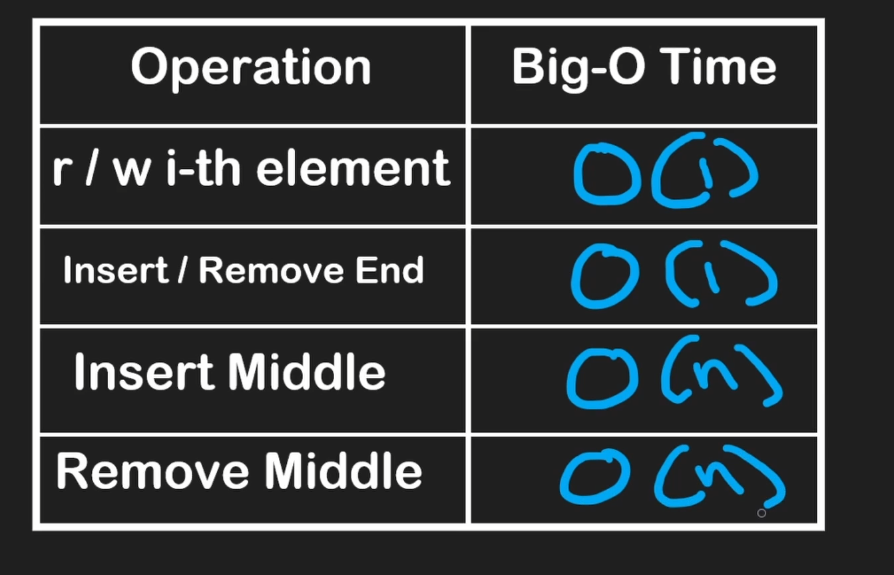 Operation Big-O Time
r / w i-th element O(1)
Insert / Remove End O(1)
Insert Middle O(n)
Remove Middle O(n)